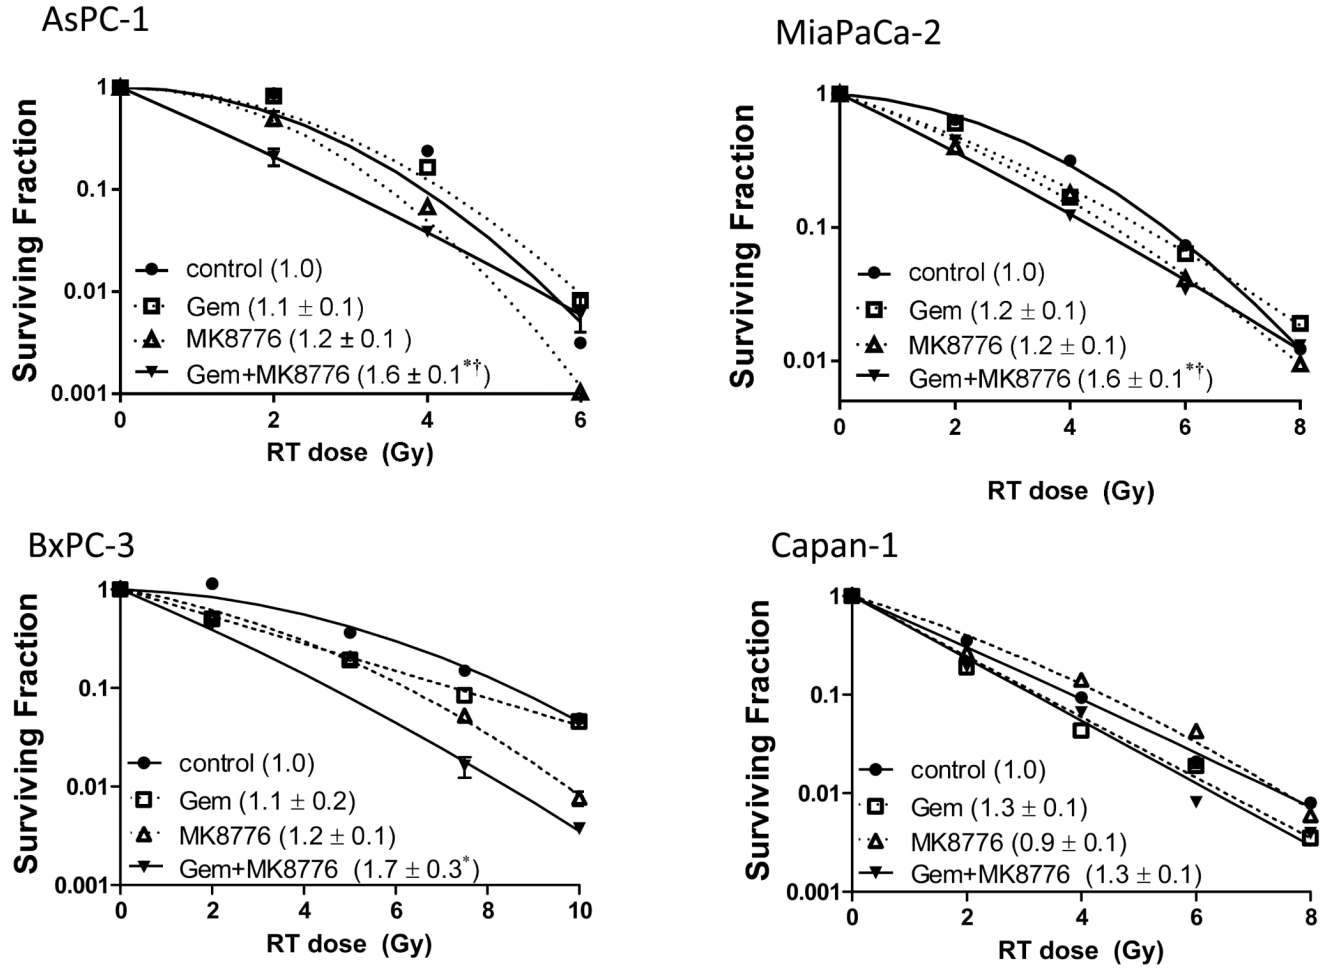 AsPC-1
Surviving Fraction
1
0.1
0.01
0.001
control (1.0)
Gem (1.1 ± 0.1)
MK8776 (1.2 ± 0.1 )
Gem+MK8776 (1.6 ± 0.1*†)
0 2 4 6
RT dose (Gy)
MiaPaCa-2
Surviving Fraction
1
0.1
0.01
control (1.0)
Gem (1.2 ± 0.1)
MK8776 (1.2 ± 0.1)
Gem+MK8776 (1.6 ± 0.1*†)
0 2 4 6 8
RT dose (Gy)
BxPC-3
Surviving Fraction
1
0.1
0.01
0.001
control (1.0)
Gem (1.1 ± 0.2)
MK8776 (1.2 ± 0.1)
Gem+MK8776 (1.7 ± 0.3*)
0 2 4 6 8 10
RT dose (Gy)
Capan-1
Surviving Fraction
1
0.1
0.01
0.001
control (1.0)
Gem (1.3 ± 0.1)
MK8776 (0.9 ± 0.1)
Gem+MK8776 (1.3 ± 0.1)
0 2 4 6 8
RT dose (Gy)